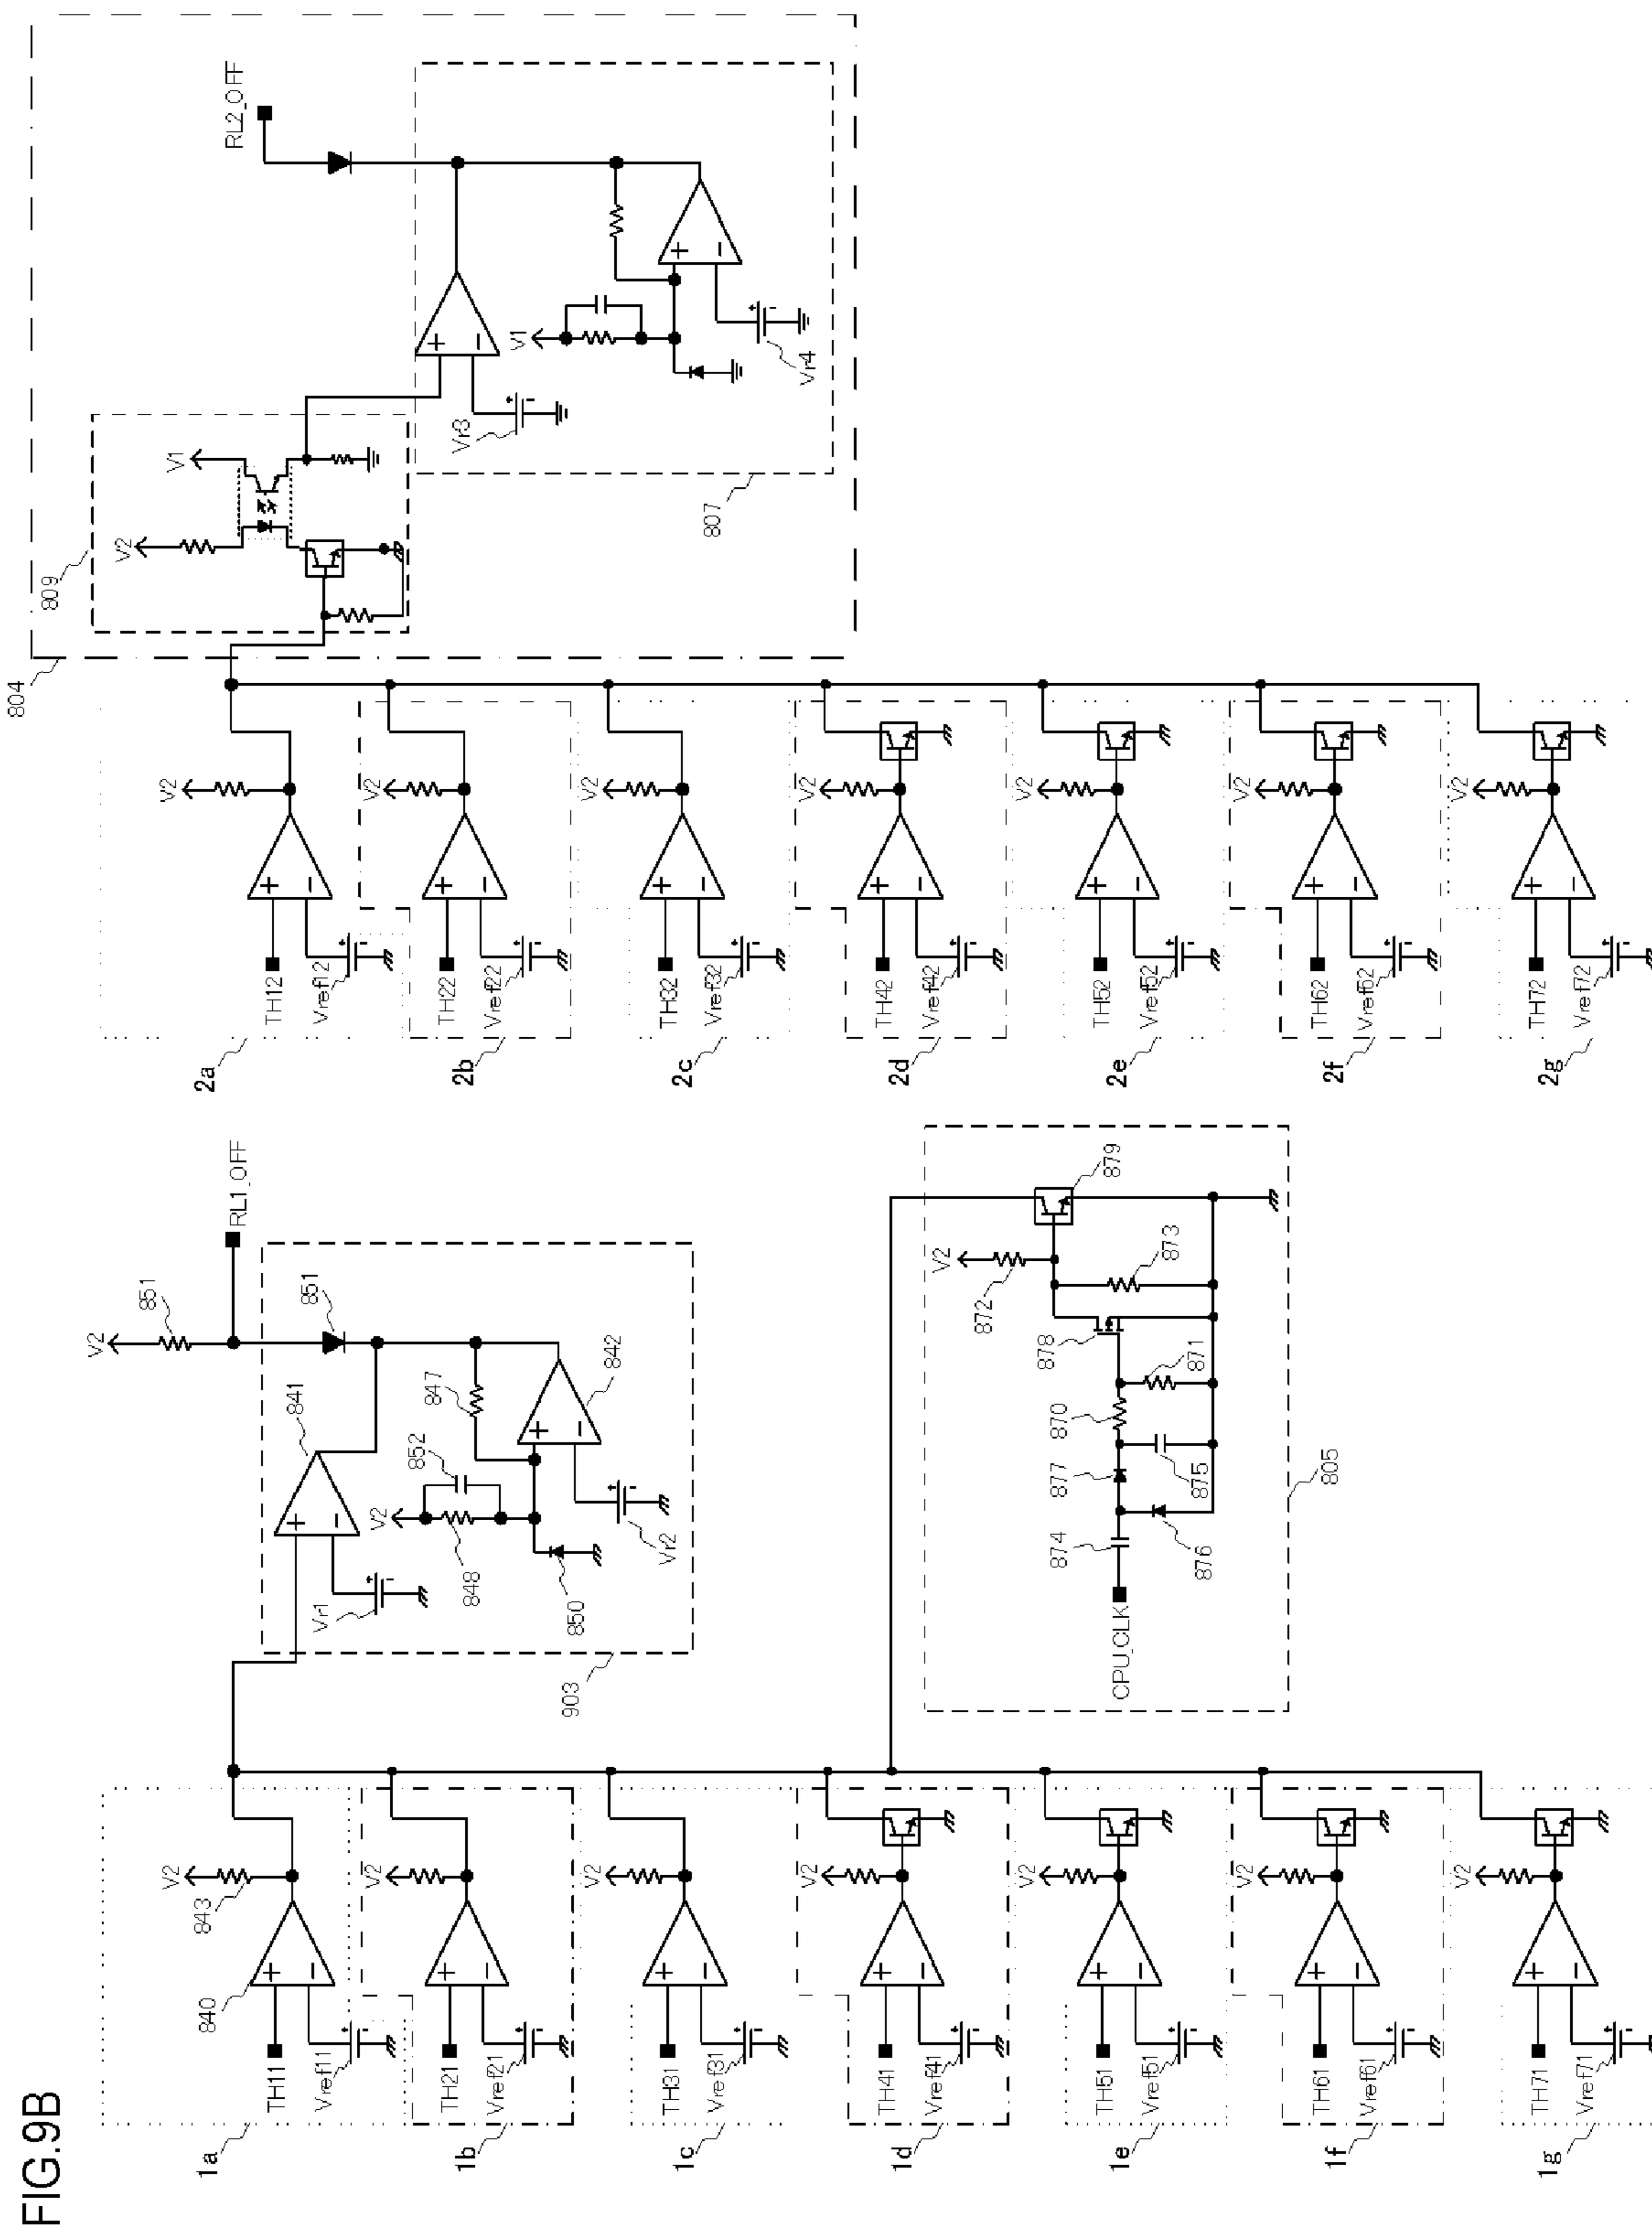 FIG.9B
1a
TH11
Vref11
840
843
V2
1b
TH21
Vref21
V2
1c
TH31
Vref31
V2
1d
TH41
Vref41
V2
1e
TH51
Vref51
V2
1f
TH61
Vref61
V2
1g
TH71
Vref71
V2
903
Vr1
841
V2
848
852
850
847
842
Vr2
V2
851
851
RL1_OFF
805
CPU_CLK
874
876
877
875
870
871
878
872
V2
873
879
2a
TH12
Vref12
V2
2b
TH22
Vref22
V2
2c
TH32
Vref32
V2
2d
TH42
Vref42
V2
2e
TH52
Vref52
V2
2f
TH62
Vref62
V2
2g
TH72
Vref72
V2
804
809
V2
V1
807
Vr3
V1
Vr4
RL2_OFF
+
-